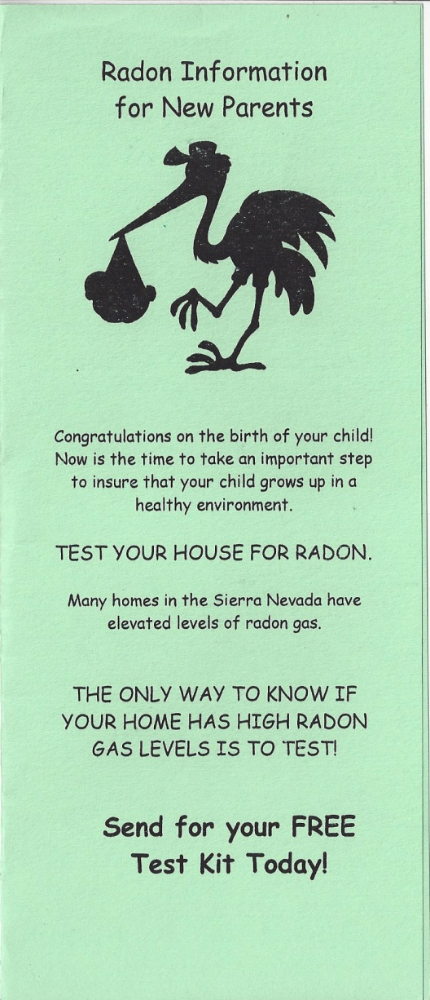 Radon Information
for New Parents
Congratulations on the birth of your child!
Now is the time to take an important step
to insure that your child grows up in a
healthy environment.
TEST YOUR HOUSE FOR RADON.
Many homes in the Sierra Nevada have
elevated levels of radon gas.
THE ONLY WAY TO KNOW IF
YOUR HOME HAS HIGH RADON
GAS LEVELS IS TO TEST!
Send for your FREE
Test Kit Today!